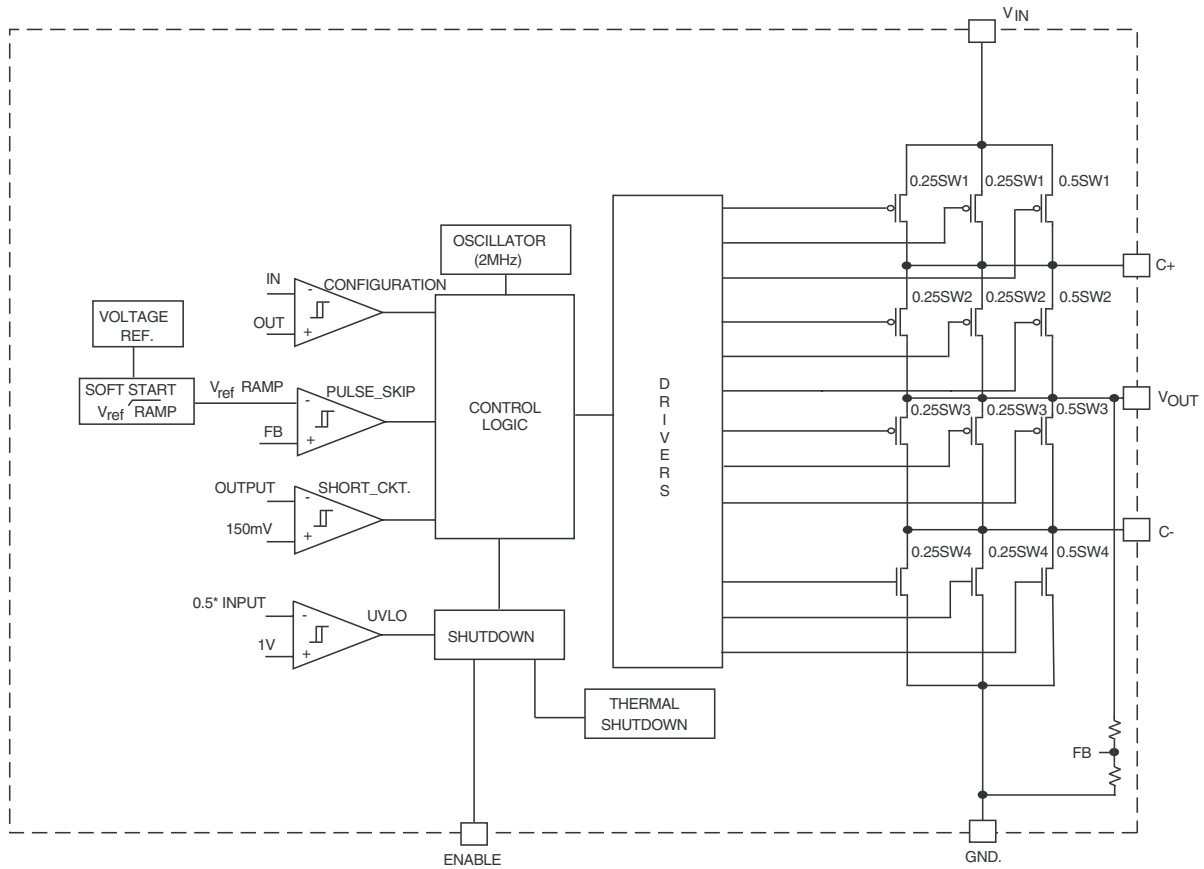 V IN
0.25SW1 0.25SW1 0.5SW1
OSCILLATOR
(2MHz)
C+
IN
CONFIGURATION
-
OUT
+
0.25SW2 0.25SW2 0.5SW2
VOLTAGE
REF.
SOFT START
Vref RAMP
Vref RAMP
PULSE_SKIP
-
FB
+
CONTROL
LOGIC
DRIVERS
VOUT
0.25SW3 0.25SW3 0.5SW3
OUTPUT
SHORT_CKT.
-
150mV
+
C-
0.25SW4 0.25SW4 0.5SW4
0.5* INPUT
UVLO
-
1V
+
SHUTDOWN
THERMAL
SHUTDOWN
FB
ENABLE
GND.